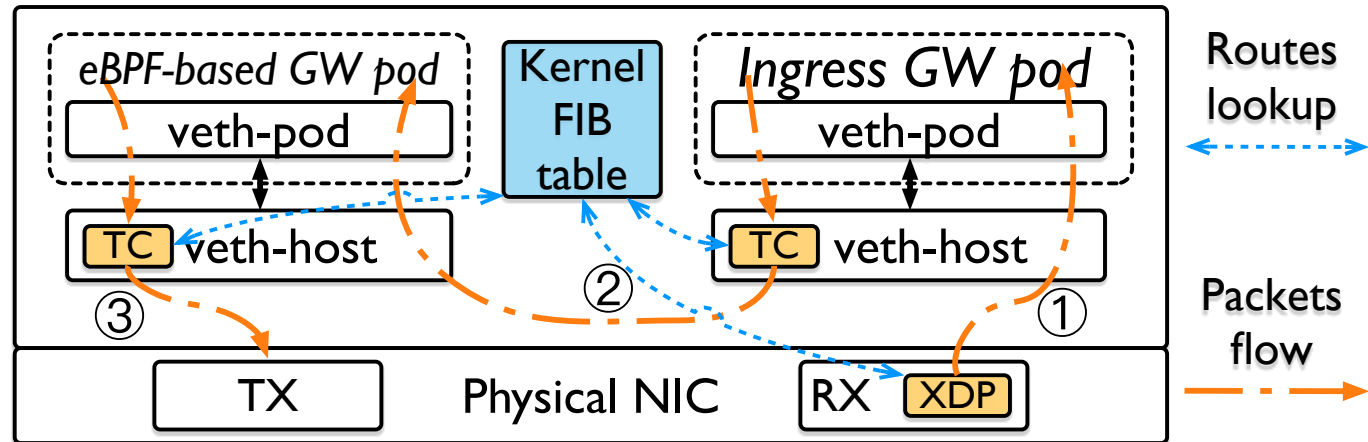 eBPF-based GW pod
veth-pod
TC veth-host
③
Kernel
FIB
table
②
Ingress GW pod
veth-pod
TC veth-host
①
TX
Physical NIC
RX XDP
Routes
lookup
Packets
flow